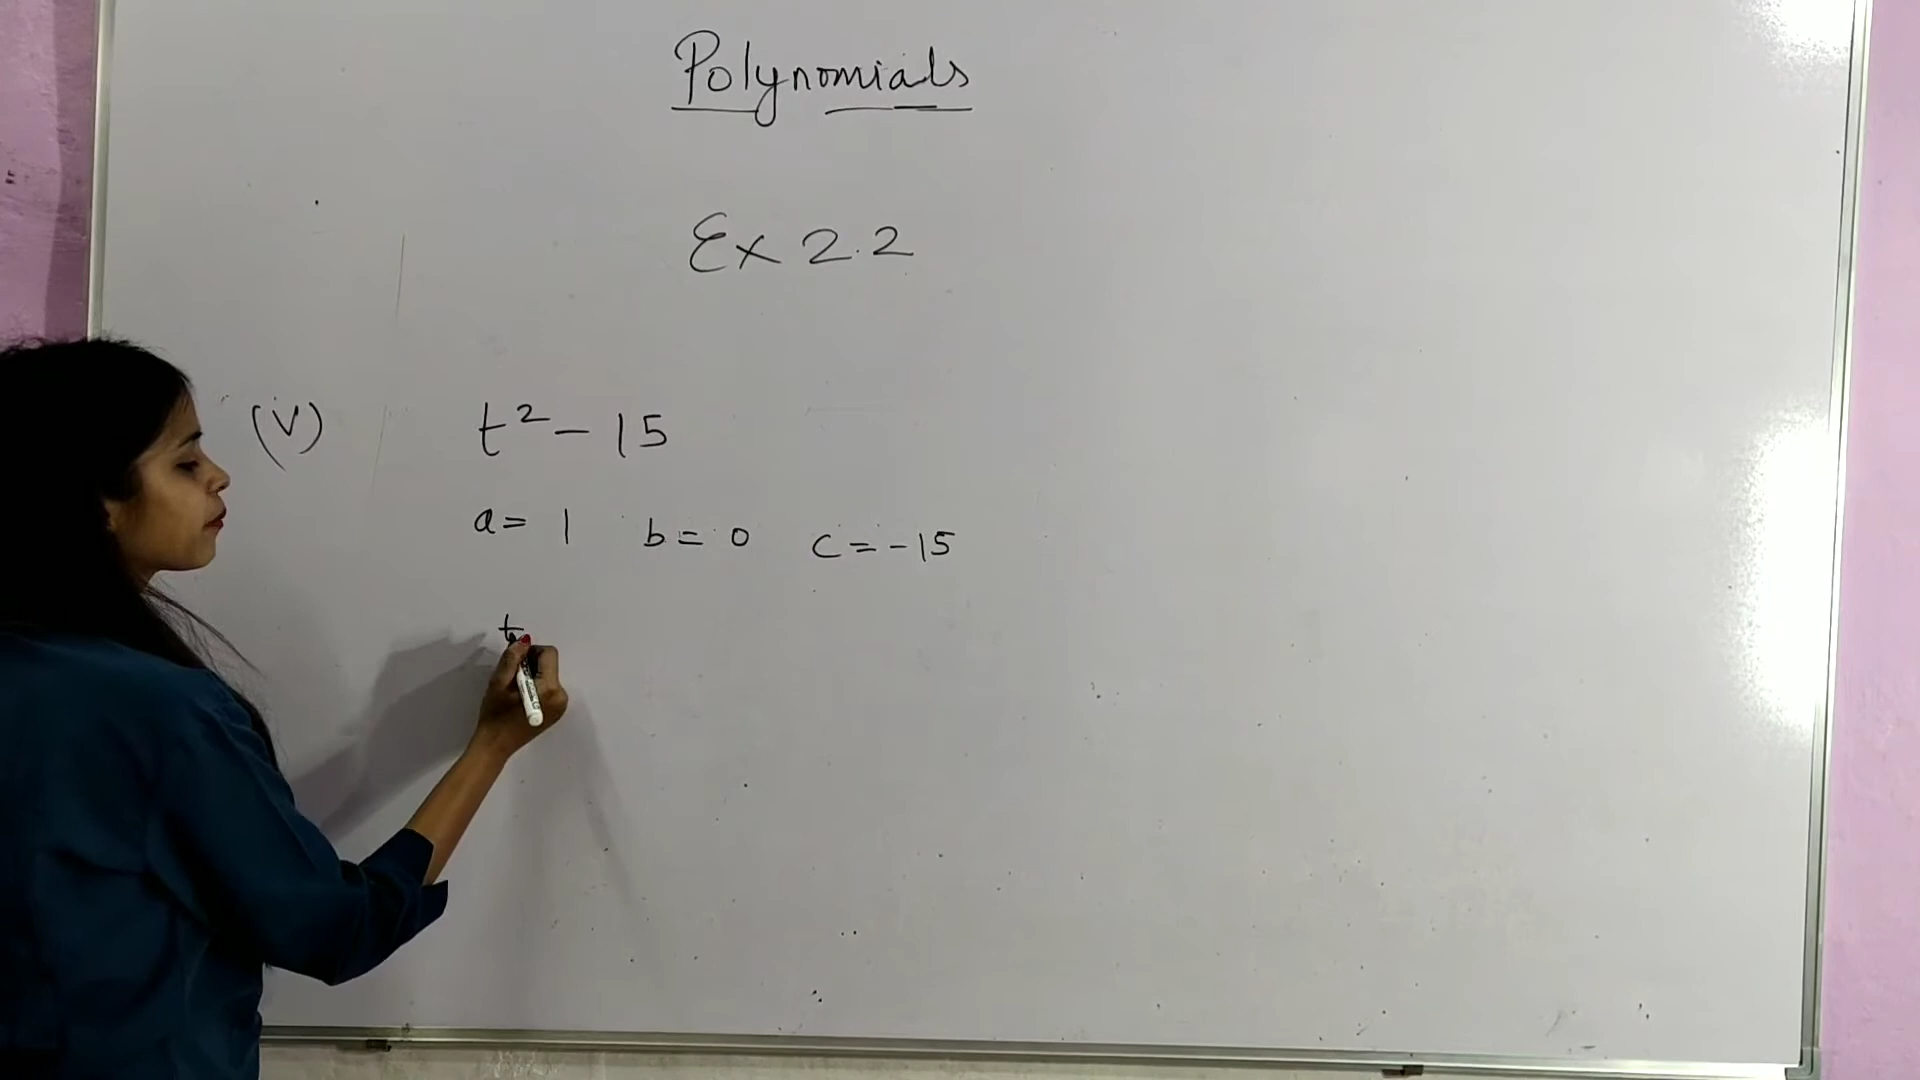 Polynomials
Ex 2.2
(V) t² - 15
a = 1 b = 0 c = -15
t